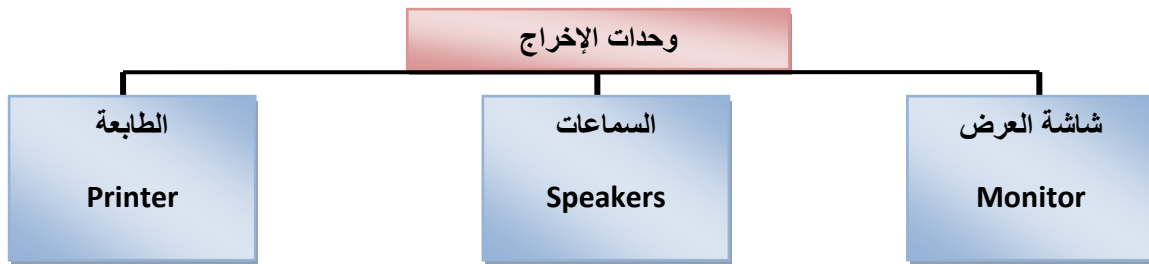 وحدات الإخراج
شاشة العرض
Monitor
السماعات
Speakers
الطابعة
Printer